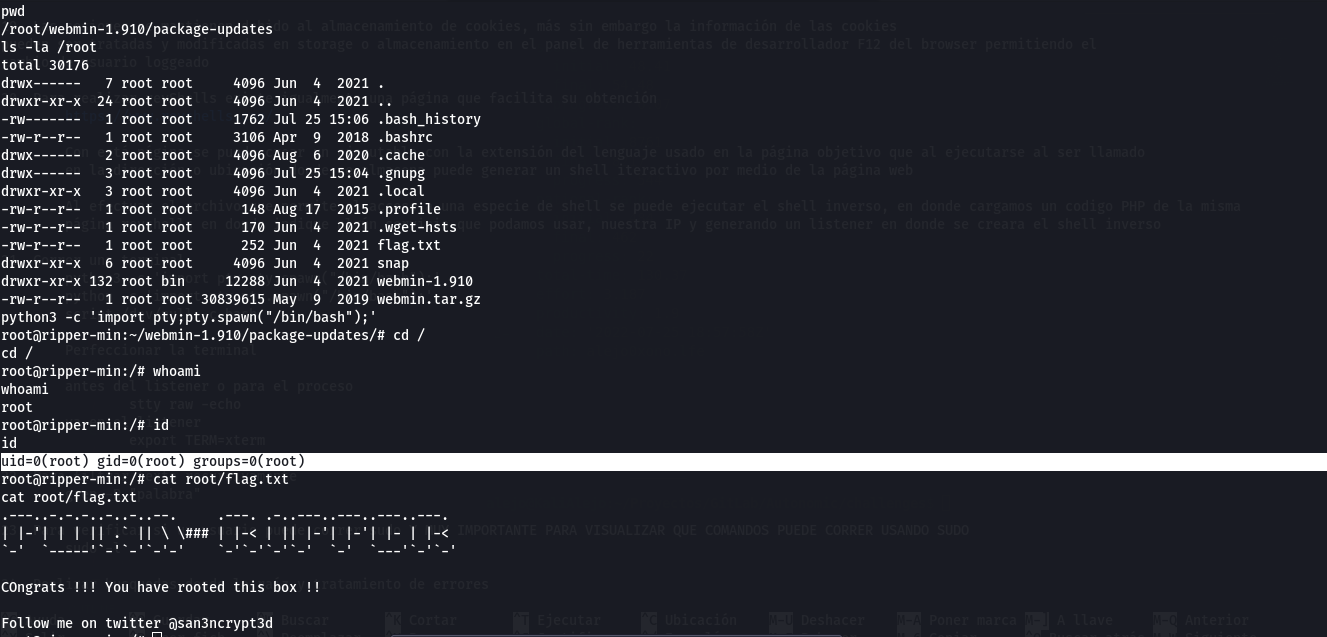 pwd
/root/webmin-1.910/package-updates
ls -la /root
total 30176
drwx------   7 root root     4096 Jun  4  2021 .
drwxr-xr-x  24 root root     4096 Jun  4  2021 ..
-rw-------   1 root root     1762 Jul 25 15:06 .bash_history
-rw-r--r--   1 root root     3106 Apr  9  2018 .bashrc
drwx------   2 root root     4096 Aug  6  2020 .cache
drwx------   3 root root     4096 Jul 25 15:04 .gnupg
drwxr-xr-x   3 root root     4096 Jun  4  2021 .local
-rw-r--r--   1 root root      148 Aug 17  2015 .profile
-rw-r--r--   1 root root      170 Jun  4  2021 .wget-hsts
-rw-r--r--   1 root root      252 Jun  4  2021 flag.txt
drwxr-xr-x   6 root root     4096 Jun  4  2021 snap
drwxr-xr-x 132 root bin     12288 Jun  4  2021 webmin-1.910
-rw-r--r--   1 root root 30839615 May  9  2019 webmin.tar.gz
python3 -c 'import pty;pty.spawn("/bin/bash");'
root@ripper-min:~/webmin-1.910/package-updates/# cd /
cd /
root@ripper-min:/# whoami
whoami
root
root@ripper-min:/# id
id
uid=0(root) gid=0(root) groups=0(root)
root@ripper-min:/# cat root/flag.txt
cat root/flag.txt
COngrats !!! You have rooted this box !!
Follow me on twitter @san3ncrypt3d